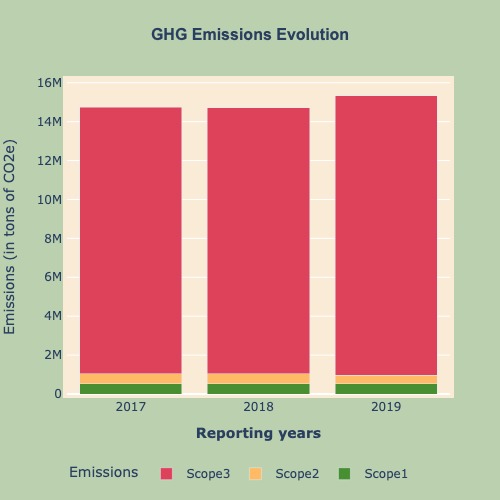 GHG Emissions Evolution
16M
14M
12M
10M
8M
6M
4M
2M
0
Emissions (in tons of CO2e)
2017 2018 2019
Reporting years
Emissions Scope3 Scope2 Scope1